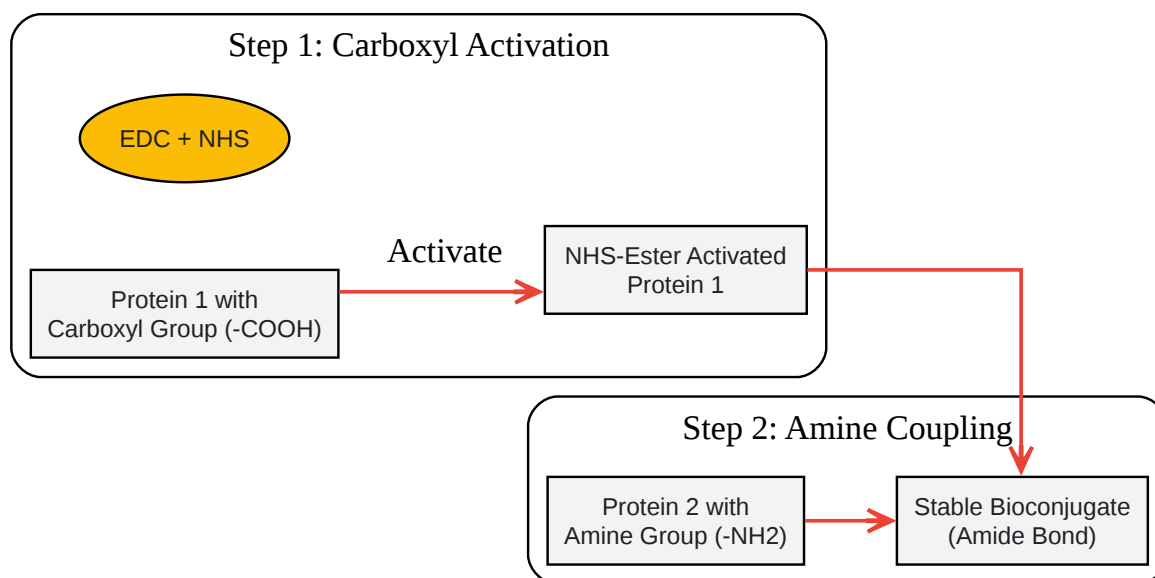 Step 1: Carboxyl Activation
EDC + NHS
Activate
NHS-Ester Activated
Protein 1
Protein 1 with
Carboxyl Group (-COOH)
Step 2: Amine Coupling
Protein 2 with
Amine Group (-NH2)
Stable Bioconjugate
(Amide Bond)